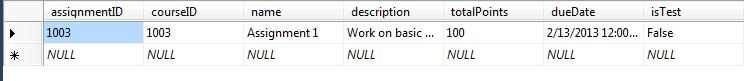 assignmentID courseID name description totalPoints dueDate isTest
1003 1003 Assignment 1 Work on basic ... 100 2/13/2013 12:00... False
NULL NULL NULL NULL NULL NULL NULL